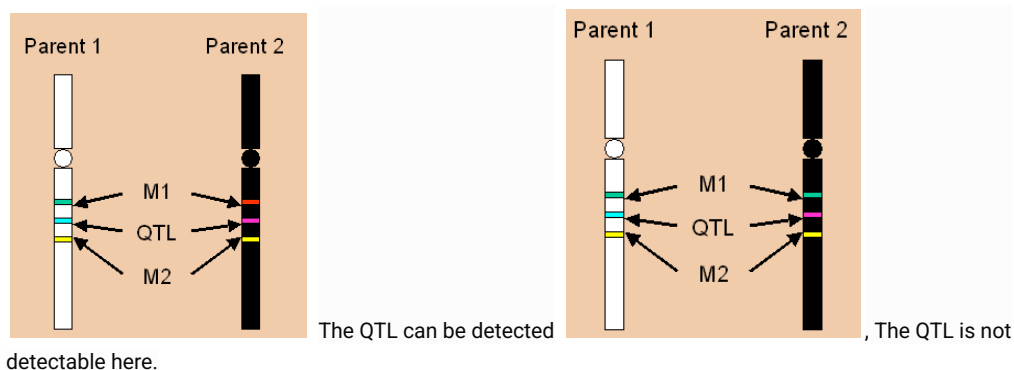 Parent 1 Parent 2
M1
QTL
M2
The QTL can be detected
Parent 1 Parent 2
M1
QTL
M2
, The QTL is not
detectable here.